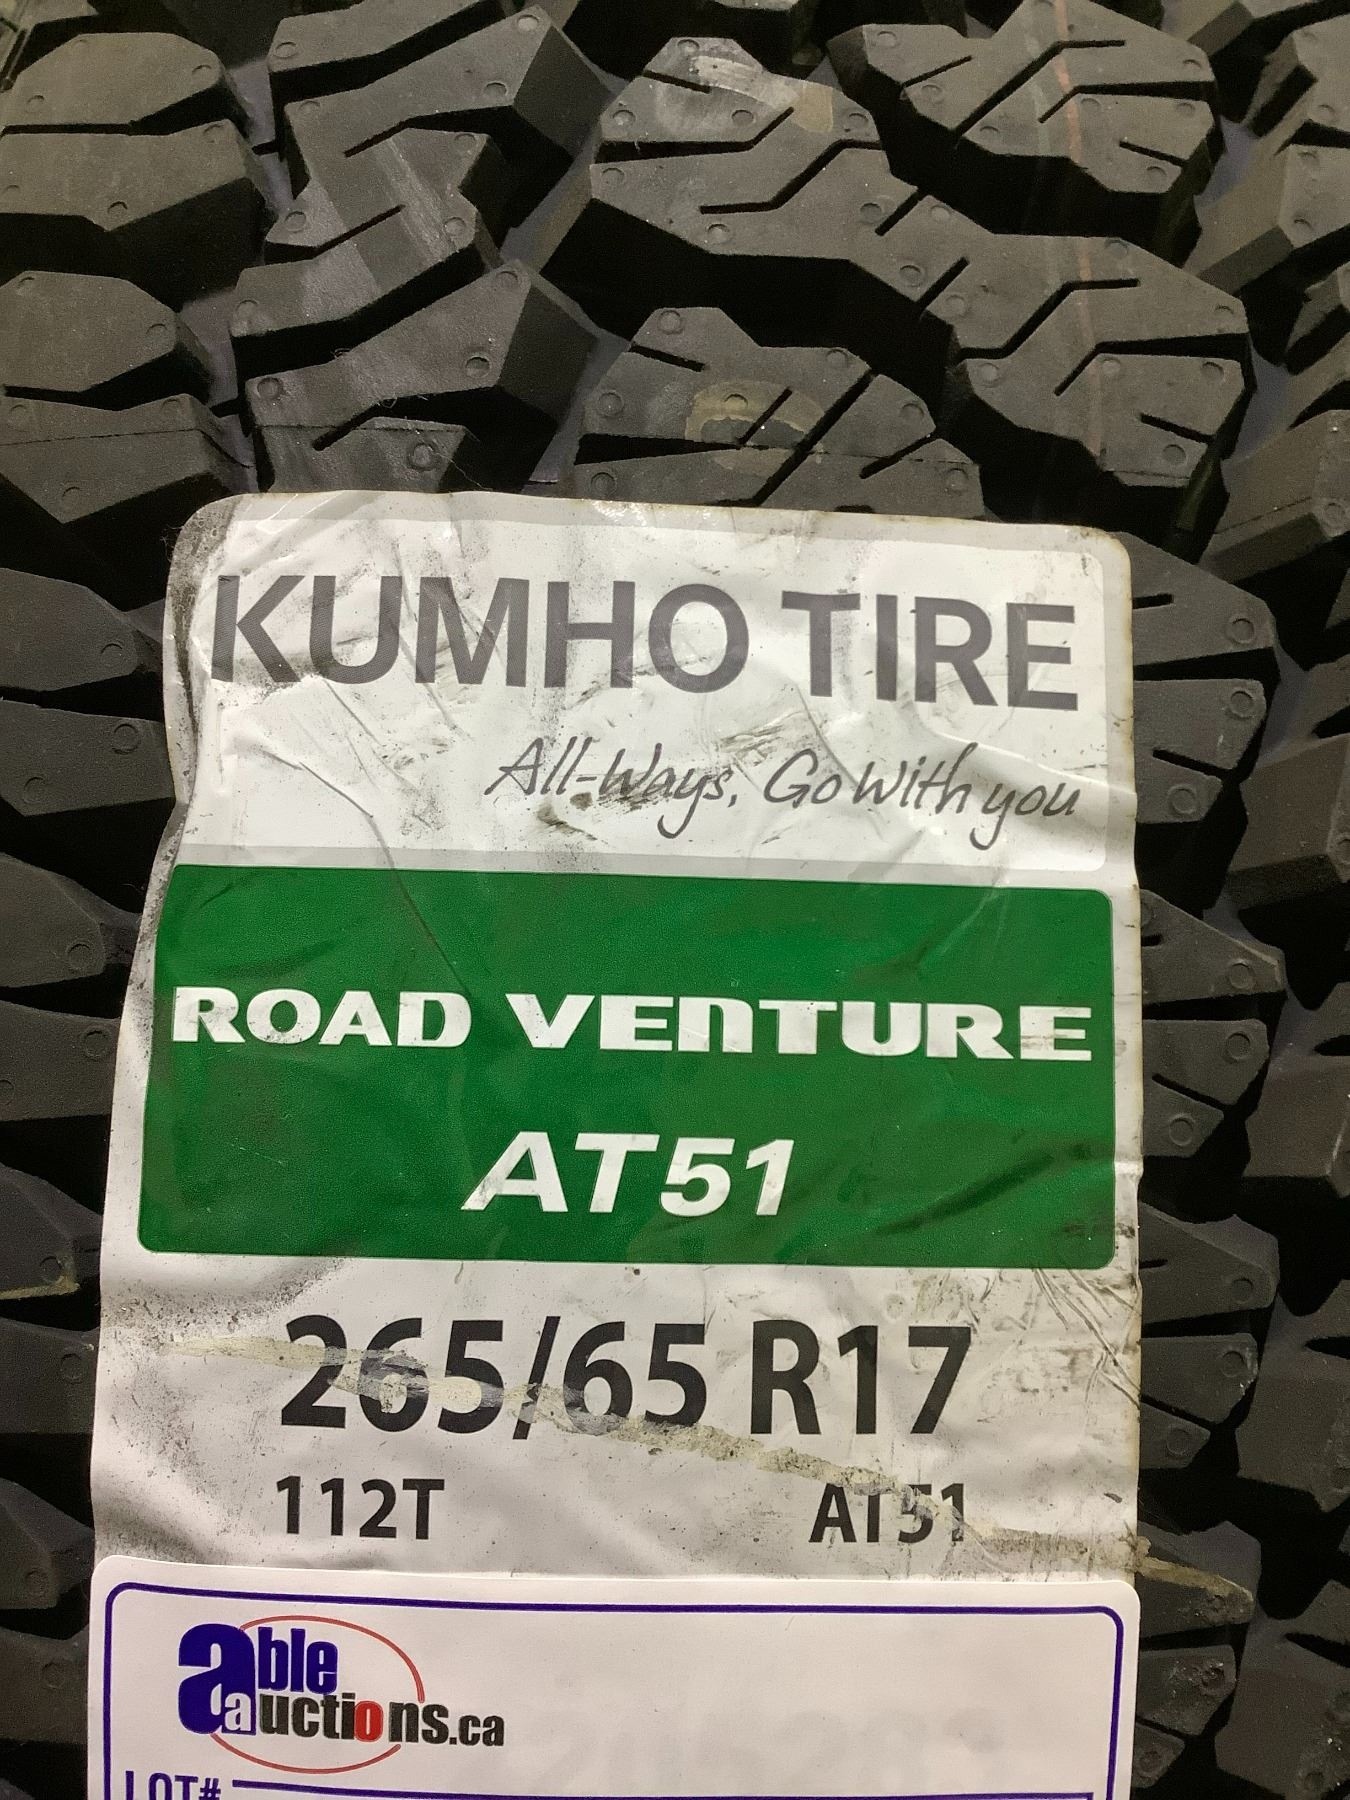 KUMHO TIRE
All-Ways, Go With you
ROAD VENTURE
AT51
265/65 R17
112T AT51
able
auctions.ca
LOT#